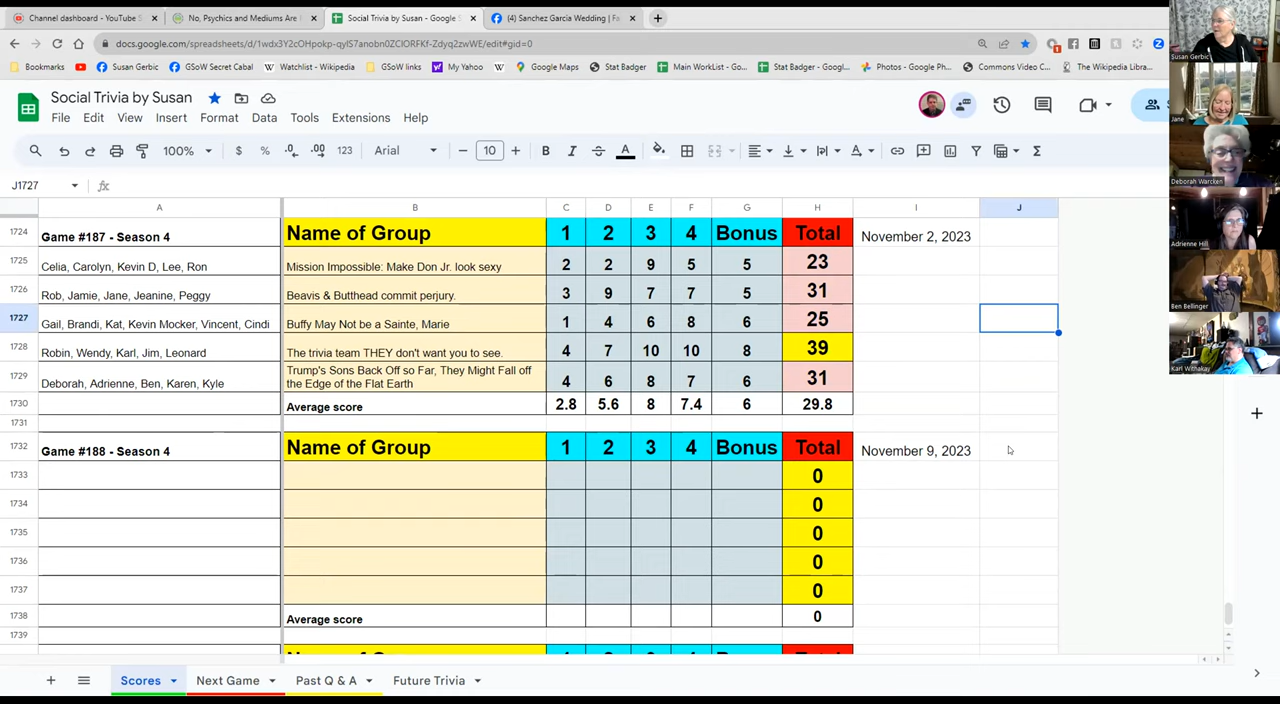 Channel dashboard - YouTube S
No, Psychics and Mediums Are
Social Trivia by Susan - Google S
(4) Sanchez Garcia Wedding | Fa
docs.google.com/spreadsheets/d/1wdx3Y2cOHpokp-qyIS7anobn0ZClORFKf-Zdyq2zwWE/edit#gid=0
Bookmarks
Susan Gerbic
GSoW Secret Cabal
Watchlist - Wikipedia
GSoW links
My Y
Stat Badger
Main WorkList - Go...
Stat Badger - Googl...
Photos - Google Ph...
Commons Video C...
The Wikipedia Libra...
Social Trivia by Susan
File Edit View Insert Format Data Tools Extensions Help
100% $ % .0 .00 123 Arial 10 B I S A
J1727 fx
A B C D E F G H I J
1724 Game #187 - Season 4 Name of Group 1 2 3 4 Bonus Total November 2, 2023
1725 Celia, Carolyn, Kevin D, Lee, Ron Mission Impossible: Make Don Jr. look sexy 2 2 9 5 5 23
1726 Rob, Jamie, Jane, Jeanine, Peggy Beavis & Butthead commit perjury. 3 9 7 7 5 31
1727 Gail, Brandi, Kat, Kevin Mocker, Vincent, Cindi Buffy May Not be a Sainte, Marie 1 4 6 8 6 25
1728 Robin, Wendy, Karl, Jim, Leonard The trivia team THEY don't want you to see. 4 7 10 10 8 39
Trump's Sons Back Off so Far, They Might Fall off
1729 Deborah, Adrienne, Ben, Karen, Kyle the Edge of the Flat Earth 4 6 8 7 6 31
1730 Average score 2.8 5.6 8 7.4 6 29.8
1731
1732 Game #188 - Season 4 Name of Group 1 2 3 4 Bonus Total November 9, 2023
1733 0
1734 0
1735 0
1736 0
1737 0
1738 Average score 0
1739
Name of Group 1 2 3 4 Bonus Total
Scores
Next Game
Past Q & A
Future Trivia
Susan Gerbic
Jane
Deborah Warcken
Adrienne Hill
Ben Bellinger
Karl Withakay